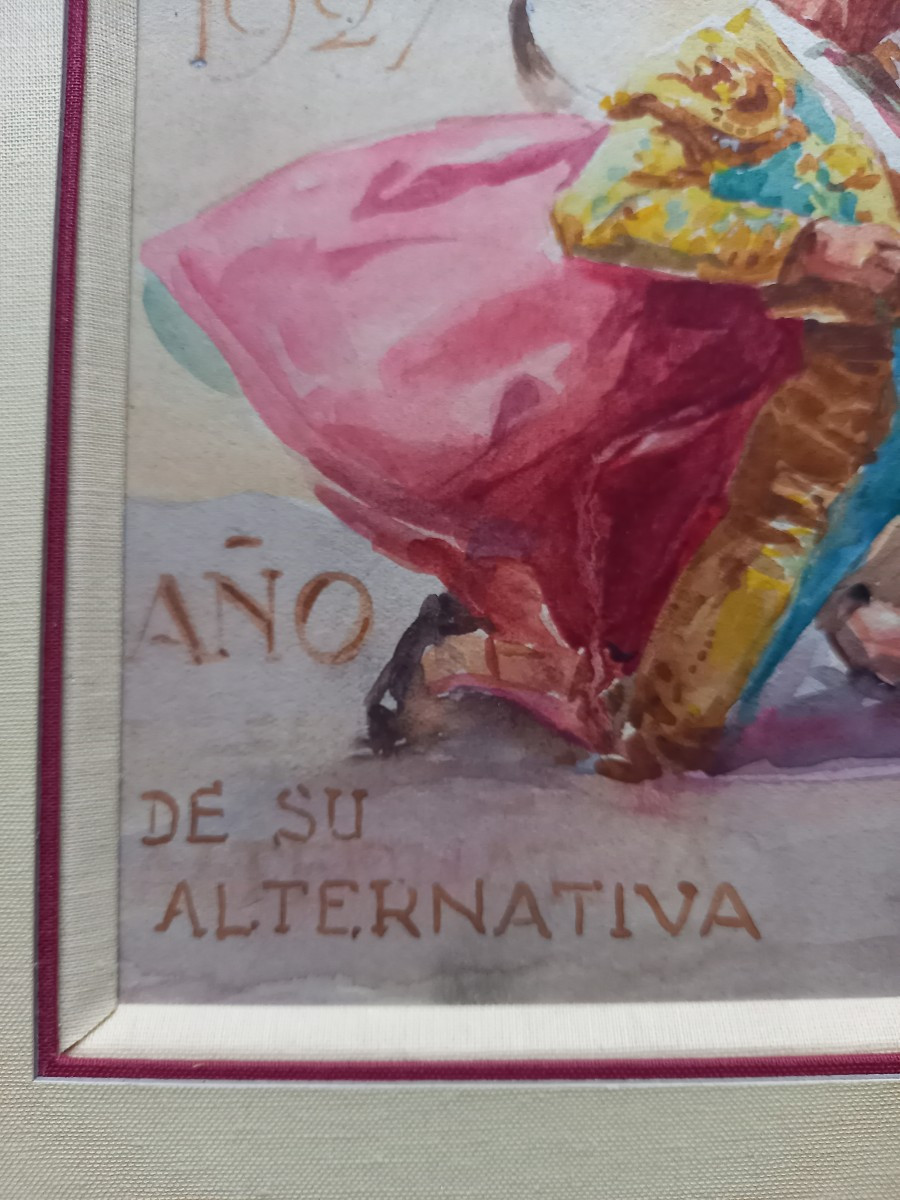 1927
AÑO
DE SU
ALTERNATIVA